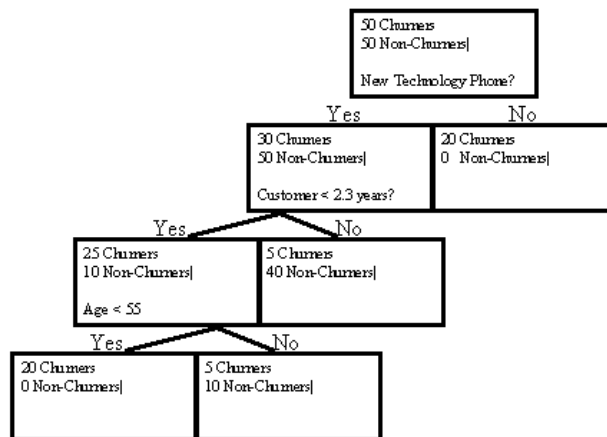 50 Churners
50 Non-Churners|
New Technology Phone?
Yes
No
30 Churners
50 Non-Churners|
Customer < 2.3 years?
20 Churners
0 Non-Churners|
Yes
No
25 Churners
10 Non-Churners|
Age < 55
5 Churners
40 Non-Churners|
Yes
No
20 Churners
0 Non-Churners|
5 Churners
10 Non-Churners|